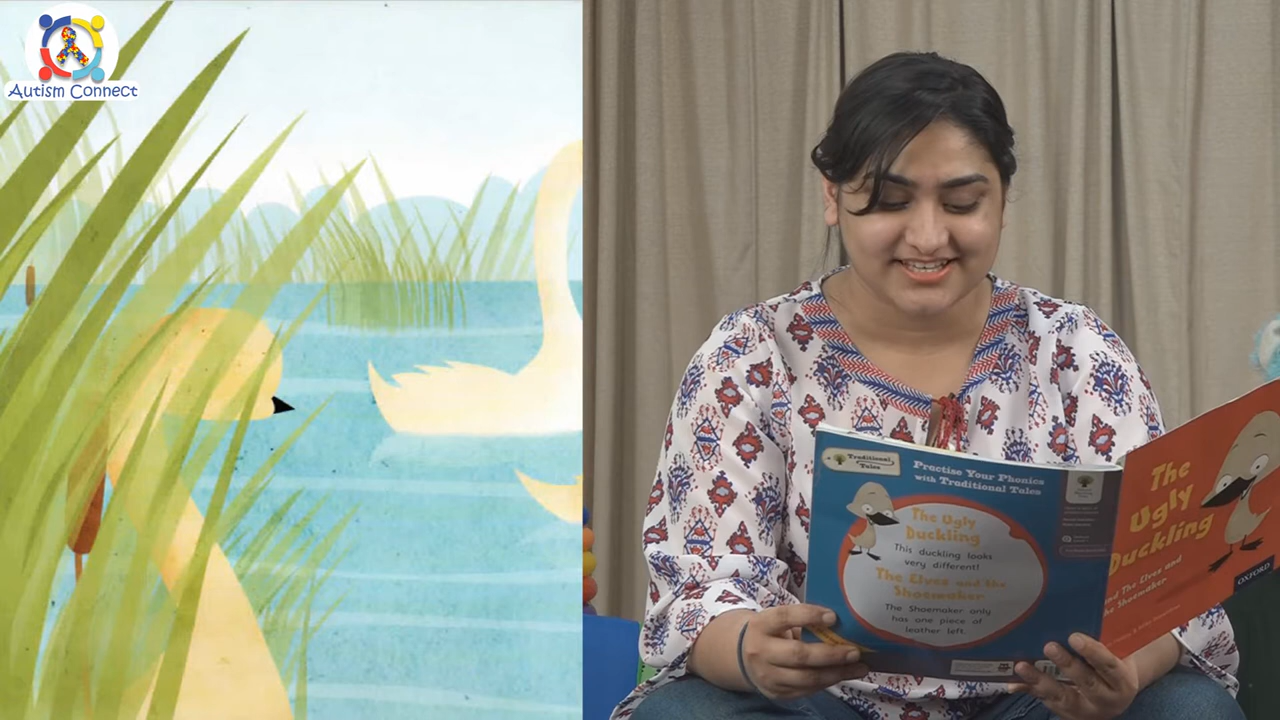 Autism Connect
Traditional Tales
Practise Your Phonics
with Traditional Tales
The Ugly
Duckling
This duckling looks
very different!
The Elves and the
Shoemaker
The Shoemaker only
has one piece of
leather left.
The
Ugly
Duckling
and The Elves and
the Shoemaker
OXFORD